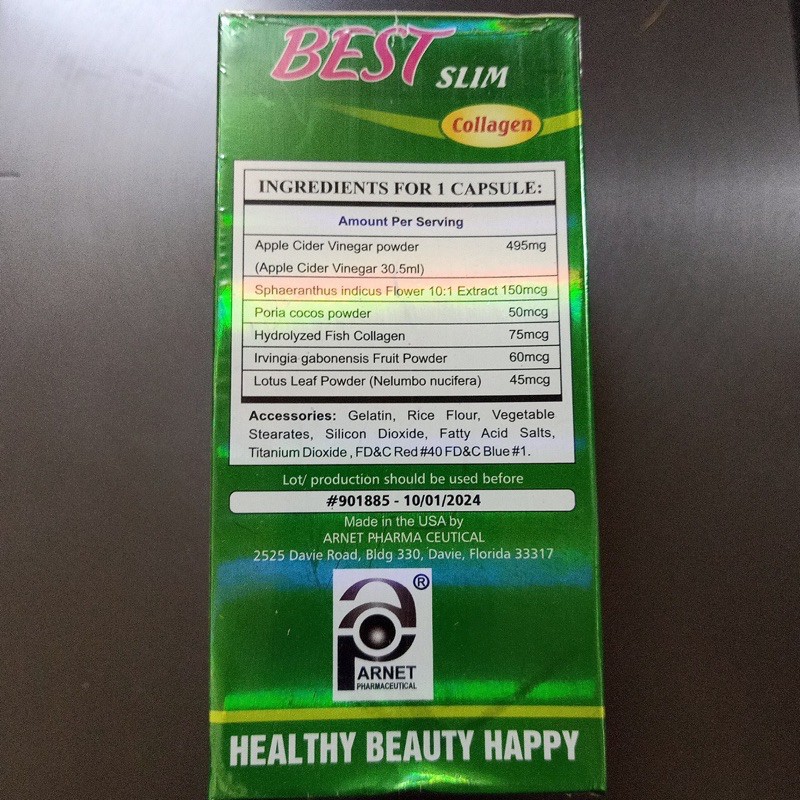 BEST SLIM
Collagen
INGREDIENTS FOR 1 CAPSULE:
Amount Per Serving
Apple Cider Vinegar powder 495mg
(Apple Cider Vinegar 30.5ml)
Sphaeranthus indicus Flower 10:1 Extract 150mcg
Poria cocos powder 50mcg
Hydrolyzed Fish Collagen 75mcg
Irvingia gabonensis Fruit Powder 60mcg
Lotus Leaf Powder (Nelumbo nucifera) 45mcg
Accessories: Gelatin, Rice Flour, Vegetable
Stearates, Silicon Dioxide, Fatty Acid Salts,
Titanium Dioxide , FD&C Red #40 FD&C Blue #1.
Lot/ production should be used before
#901885 - 10/01/2024
Made in the USA by
ARNET PHARMA CEUTICAL
2525 Davie Road, Bldg 330, Davie, Florida 33317
ap ®
ARNET
PHARMACEUTICAL
HEALTHY BEAUTY HAPPY